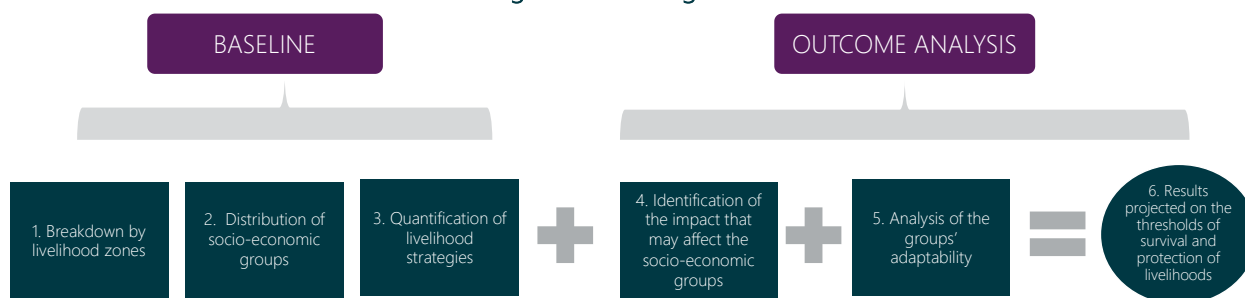 BASELINE
OUTCOME ANALYSIS
1. Breakdown by
livelihood zones
2. Distribution of
socio-economic
groups
3. Quantification of
livelihood
strategies
4. Identification of
the impact that
may affect the
socio-economic
groups
5. Analysis of the
groups'
adaptability
6. Results
projected on the
thresholds of
survival and
protection of
livelihoods